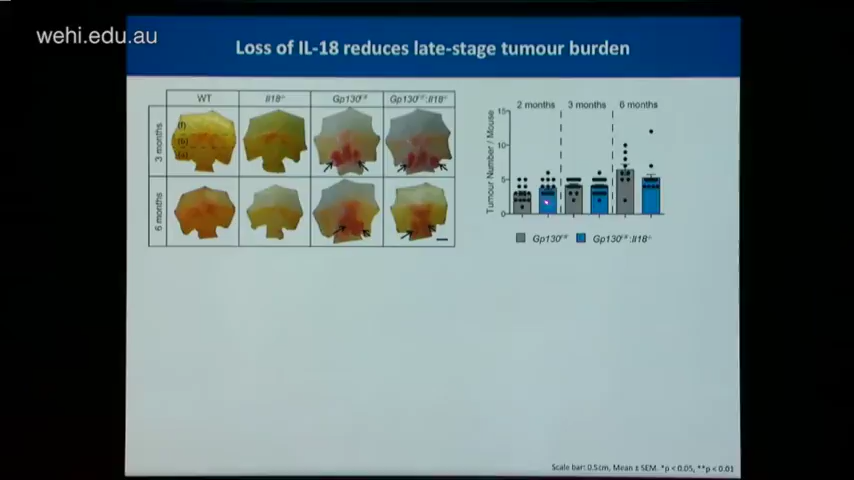 wehi.edu.au
Loss of IL-18 reduces late-stage tumour burden
WT Il18-/- Gp130F/F Gp130F/F:Il18-/-
3 months
(f)
(b)
(a)
6 months
2 months 3 months 6 months
Tumour Number / Mouse
15
10
5
0
Gp130F/F Gp130F/F:Il18-/-
Scale bar: 0.5cm, Mean ± SEM. *p < 0.05, **p < 0.01